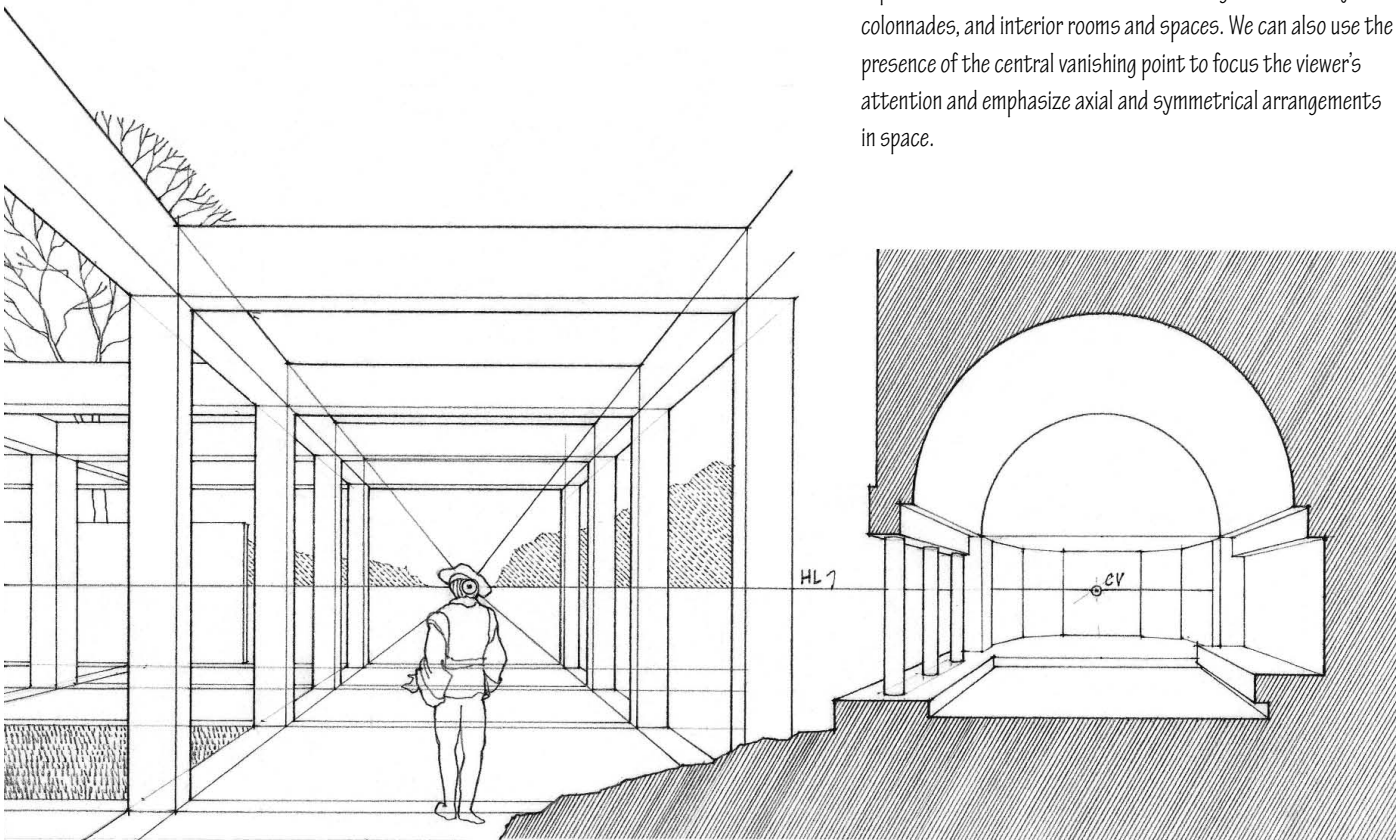 colonnades, and interior rooms and spaces. We can also use the
presence of the central vanishing point to focus the viewer’s
attention and emphasize axial and symmetrical arrangements
in space.
HL
CV